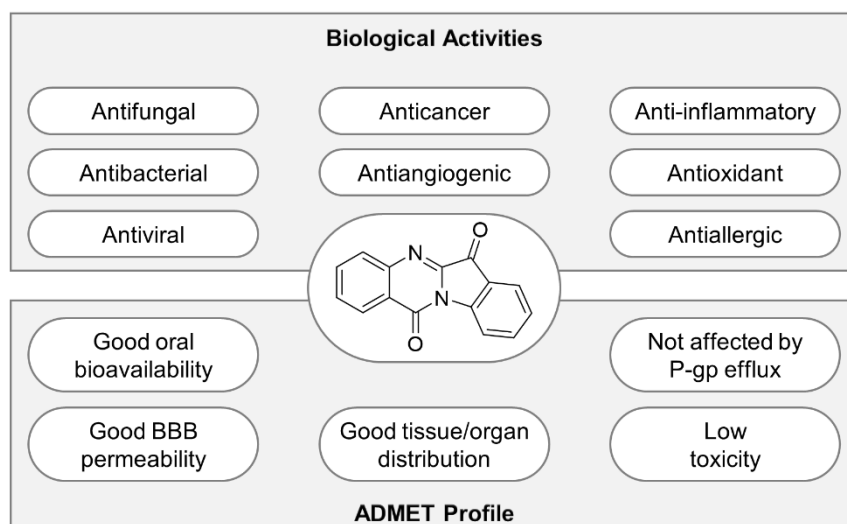 Biological Activities
Antifungal
Anticancer
Anti-inflammatory
Antibacterial
Antiangiogenic
Antioxidant
Antiviral
Antiallergic
O
N
N
O
Good oral
bioavailability
Not affected by
P-gp efflux
Good BBB
permeability
Good tissue/organ
distribution
Low
toxicity
ADMET Profile